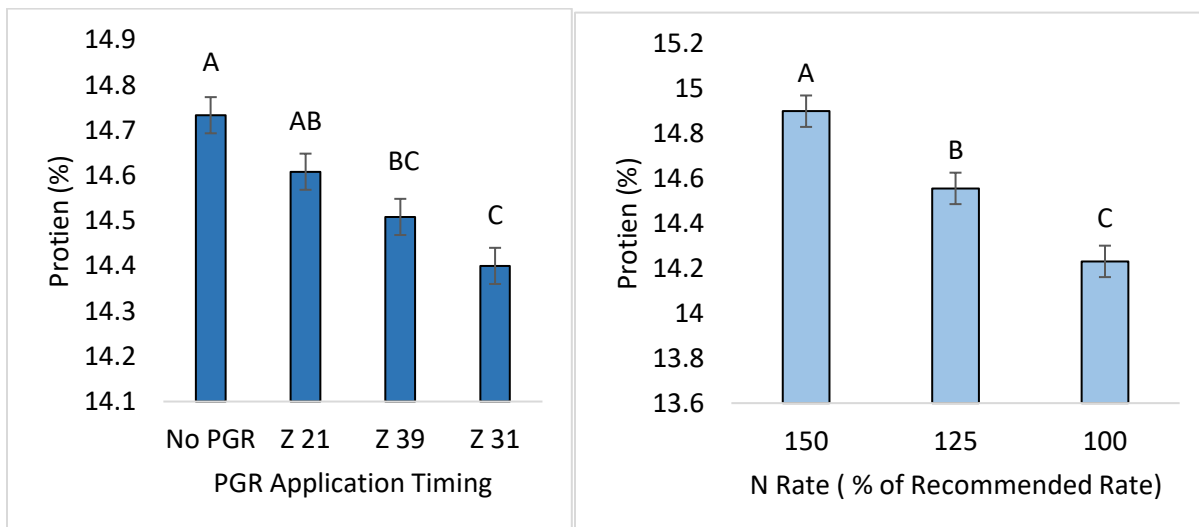 14.9
14.8
14.7
14.6
14.5
14.4
14.3
14.2
14.1
Protien (%)
A
AB
BC
C
No PGR Z 21 Z 39 Z 31
PGR Application Timing
15.2
15
14.8
14.6
14.4
14.2
14
13.8
13.6
Protien (%)
A
B
C
150 125 100
N Rate ( % of Recommended Rate)